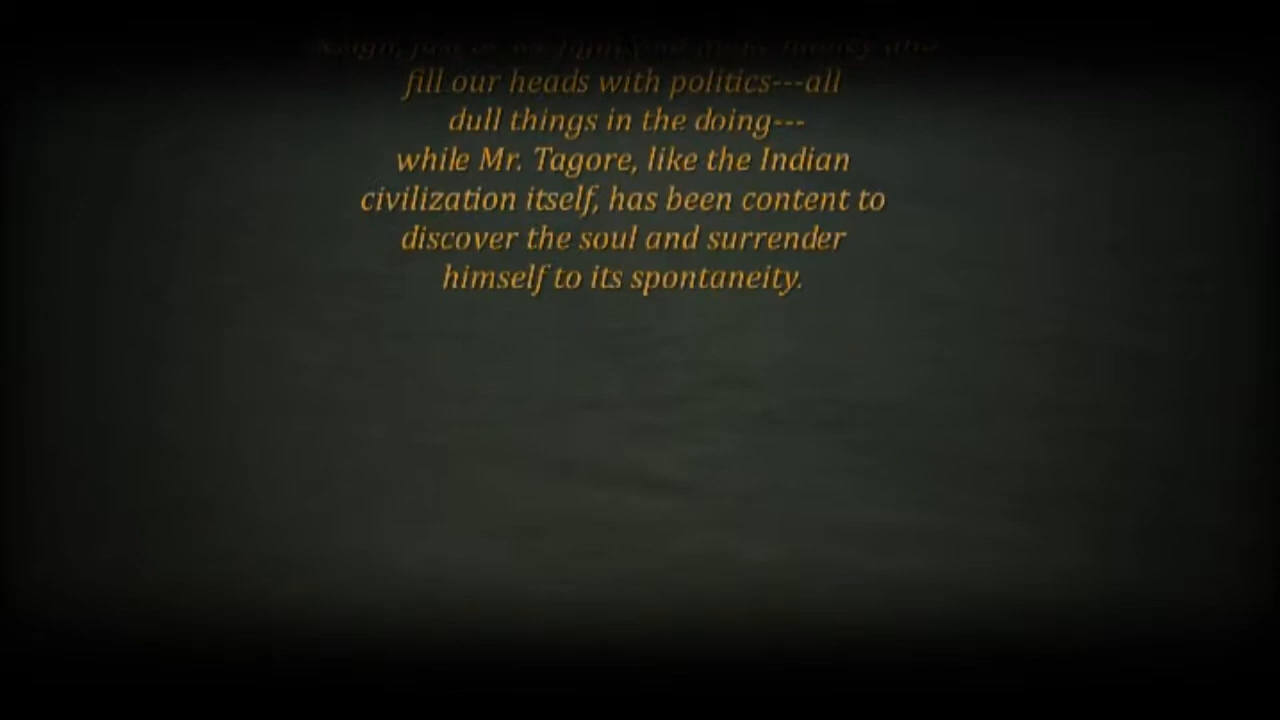 fill our heads with politics---all
dull things in the doing---
while Mr. Tagore, like the Indian
civilization itself, has been content to
discover the soul and surrender
himself to its spontaneity.